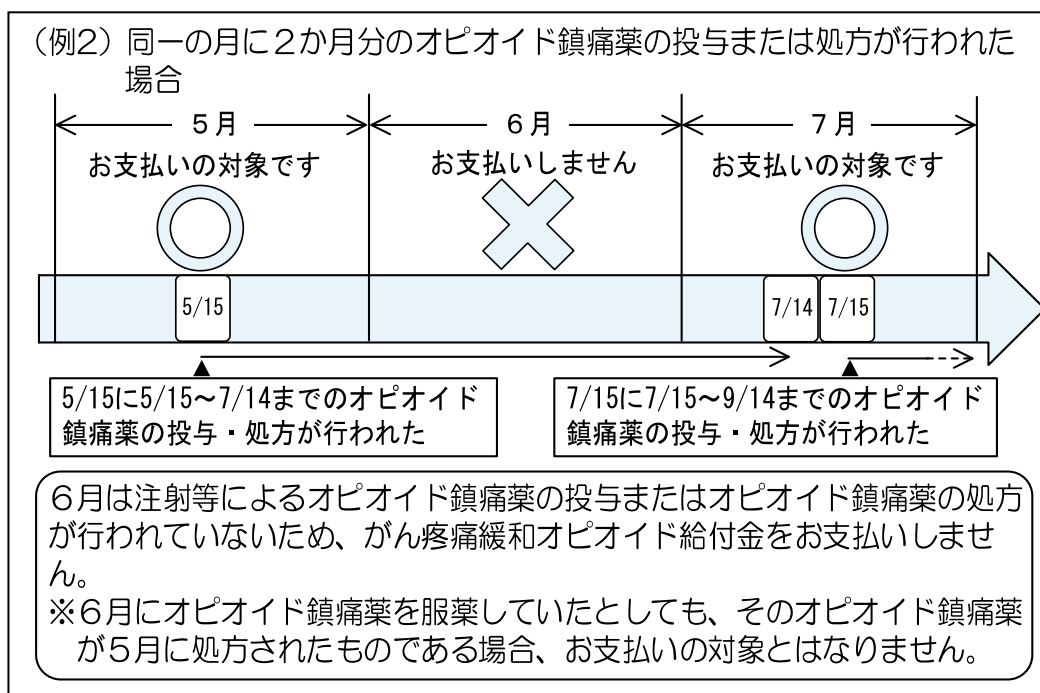 （例2）同一の月に２か月分のオピオイド鎮痛薬の投与または処方が行われた
場合
５月
６月
７月
お支払いの対象です
お支払いしません
お支払いの対象です
5/15
7/14
7/15
5/15に5/15～7/14までのオピオイド
鎮痛薬の投与・処方が行われた
7/15に7/15～9/14までのオピオイド
鎮痛薬の投与・処方が行われた
６月は注射等によるオピオイド鎮痛薬の投与またはオピオイド鎮痛薬の処方
が行われていないため、がん疼痛緩和オピオイド給付金をお支払いしませ
ん。
※６月にオピオイド鎮痛薬を服薬していたとしても、そのオピオイド鎮痛薬
が５月に処方されたものである場合、お支払いの対象とはなりません。